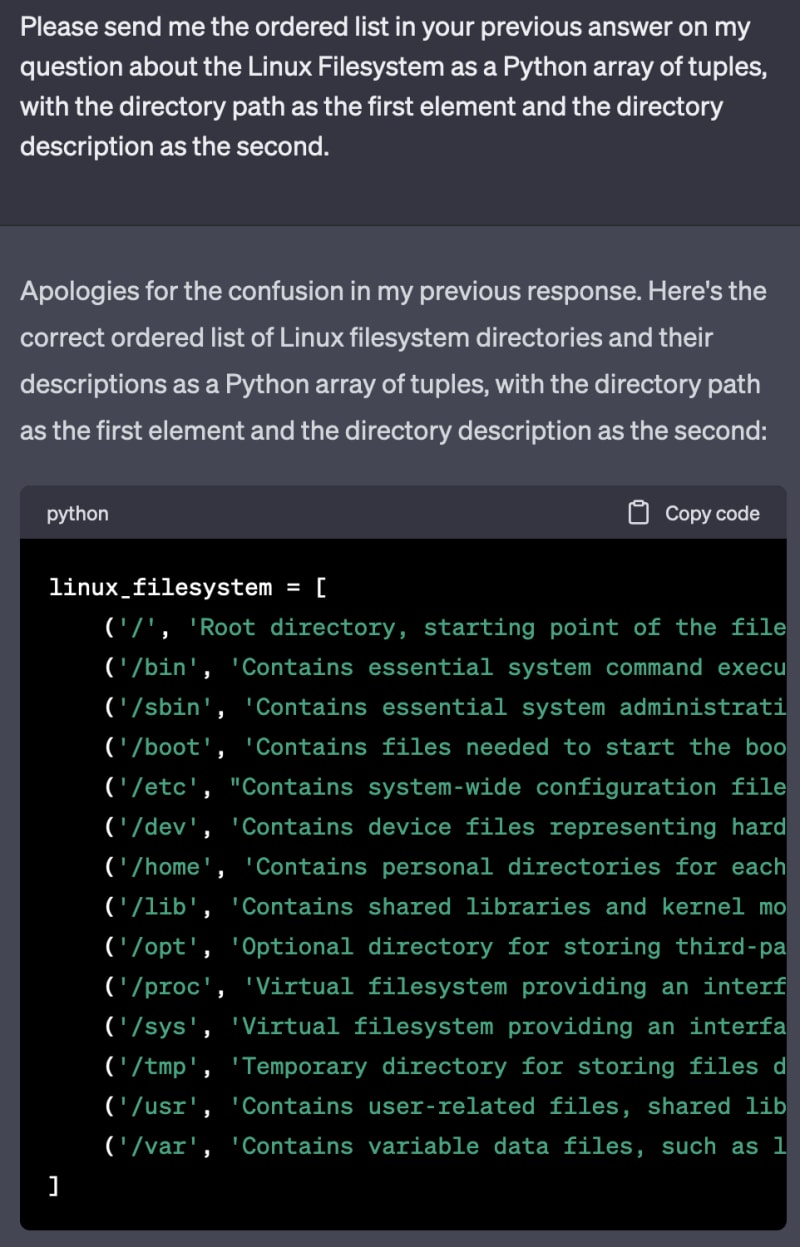 Please send me the ordered list in your previous answer on my
question about the Linux Filesystem as a Python array of tuples,
with the directory path as the first element and the directory
description as the second.
Apologies for the confusion in my previous response. Here's the
correct ordered list of Linux filesystem directories and their
descriptions as a Python array of tuples, with the directory path
as the first element and the directory description as the second:
python Copy code
linux_filesystem = [
    ('/', 'Root directory, starting point of the file
    ('/bin', 'Contains essential system command execu
    ('/sbin', 'Contains essential system administrati
    ('/boot', 'Contains files needed to start the boo
    ('/etc', "Contains system-wide configuration file
    ('/dev', 'Contains device files representing hard
    ('/home', 'Contains personal directories for each
    ('/lib', 'Contains shared libraries and kernel mo
    ('/opt', 'Optional directory for storing third-pa
    ('/proc', 'Virtual filesystem providing an interf
    ('/sys', 'Virtual filesystem providing an interfa
    ('/tmp', 'Temporary directory for storing files d
    ('/usr', 'Contains user-related files, shared lib
    ('/var', 'Contains variable data files, such as l
]